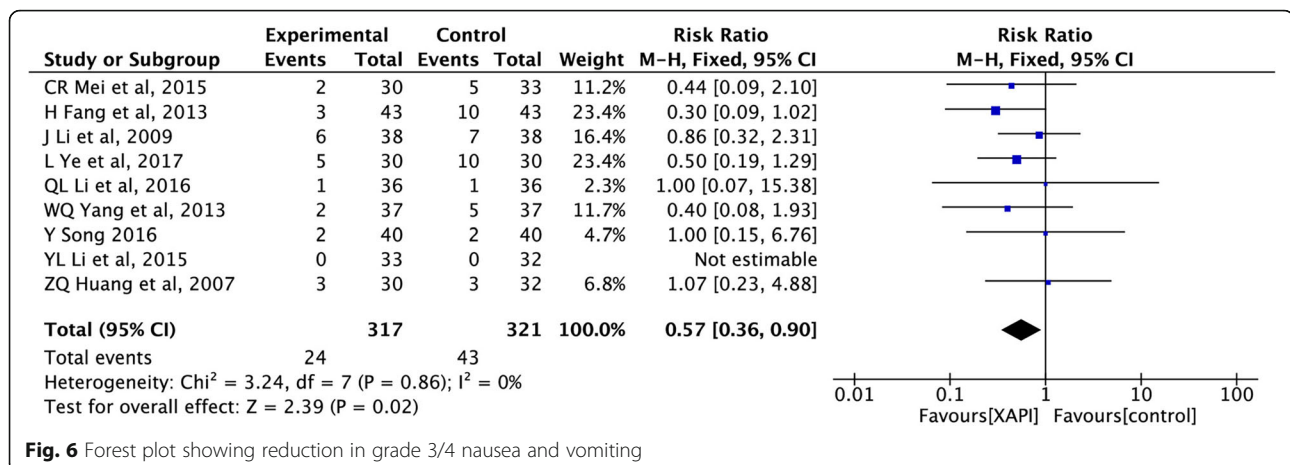 Experimental Control Risk Ratio Risk Ratio
Study or Subgroup Events Total Events Total Weight M-H, Fixed, 95% CI M-H, Fixed, 95% CI
CR Mei et al, 2015 2 30 5 33 11.2% 0.44 [0.09, 2.10]
H Fang et al, 2013 3 43 10 43 23.4% 0.30 [0.09, 1.02]
J Li et al, 2009 6 38 7 38 16.4% 0.86 [0.32, 2.31]
L Ye et al, 2017 5 30 10 30 23.4% 0.50 [0.19, 1.29]
QL Li et al, 2016 1 36 1 36 2.3% 1.00 [0.07, 15.38]
WQ Yang et al, 2013 2 37 5 37 11.7% 0.40 [0.08, 1.93]
Y Song 2016 2 40 2 40 4.7% 1.00 [0.15, 6.76]
YL Li et al, 2015 0 33 0 32 Not estimable
ZQ Huang et al, 2007 3 30 3 32 6.8% 1.07 [0.23, 4.88]
Total (95% CI) 317 321 100.0% 0.57 [0.36, 0.90]
Total events 24 43
Heterogeneity: Chi² = 3.24, df = 7 (P = 0.86); I² = 0%
Test for overall effect: Z = 2.39 (P = 0.02)
0.01 0.1 1 10 100
Favours[XAPI] Favours[control]
Fig. 6 Forest plot showing reduction in grade 3/4 nausea and vomiting